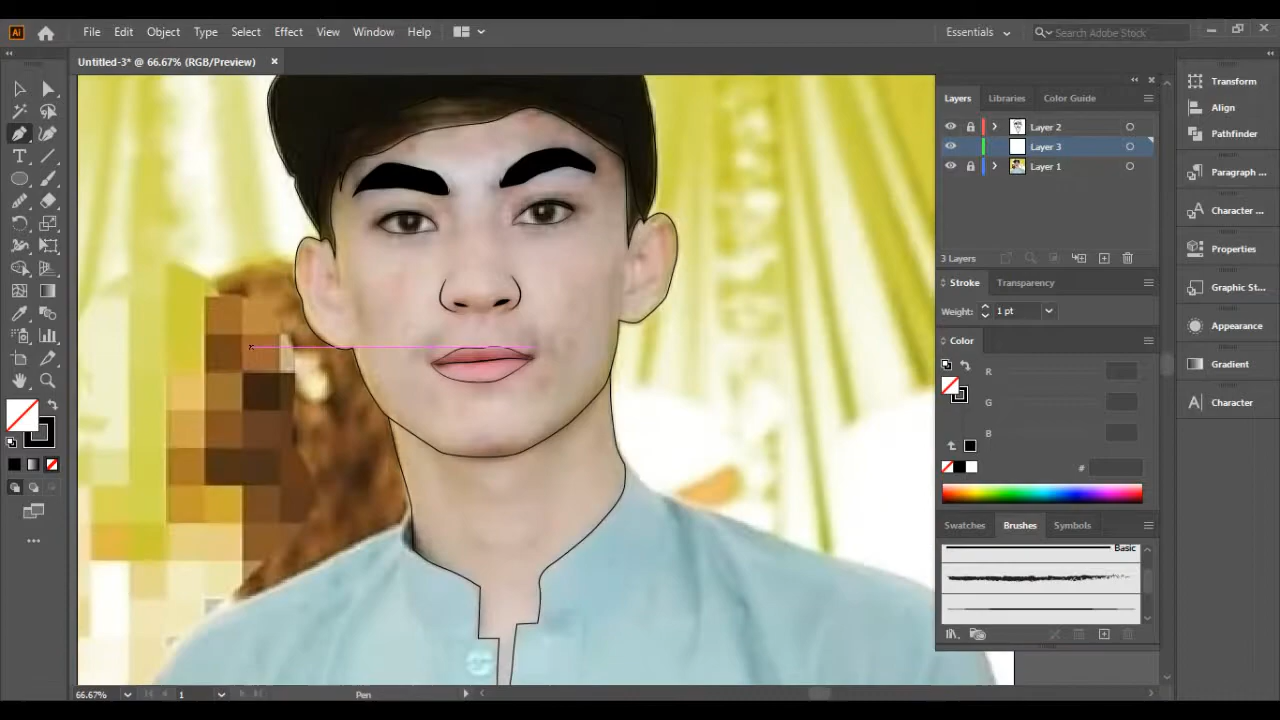 Ai File Edit Object Type Select Effect View Window Help Essentials Search Adobe Stock
Untitled-3* @ 66.67% (RGB/Preview)
Layers Libraries Color Guide
Layer 2
Layer 3
Layer 1
3 Layers
Stroke Transparency
Weight: 1 pt
Color
R
G
B
#
Swatches Brushes Symbols
Basic
Transform
Align
Pathfinder
Paragraph ...
Character ...
Properties
Graphic St...
Appearance
Gradient
Character
66.67% 1 Pen